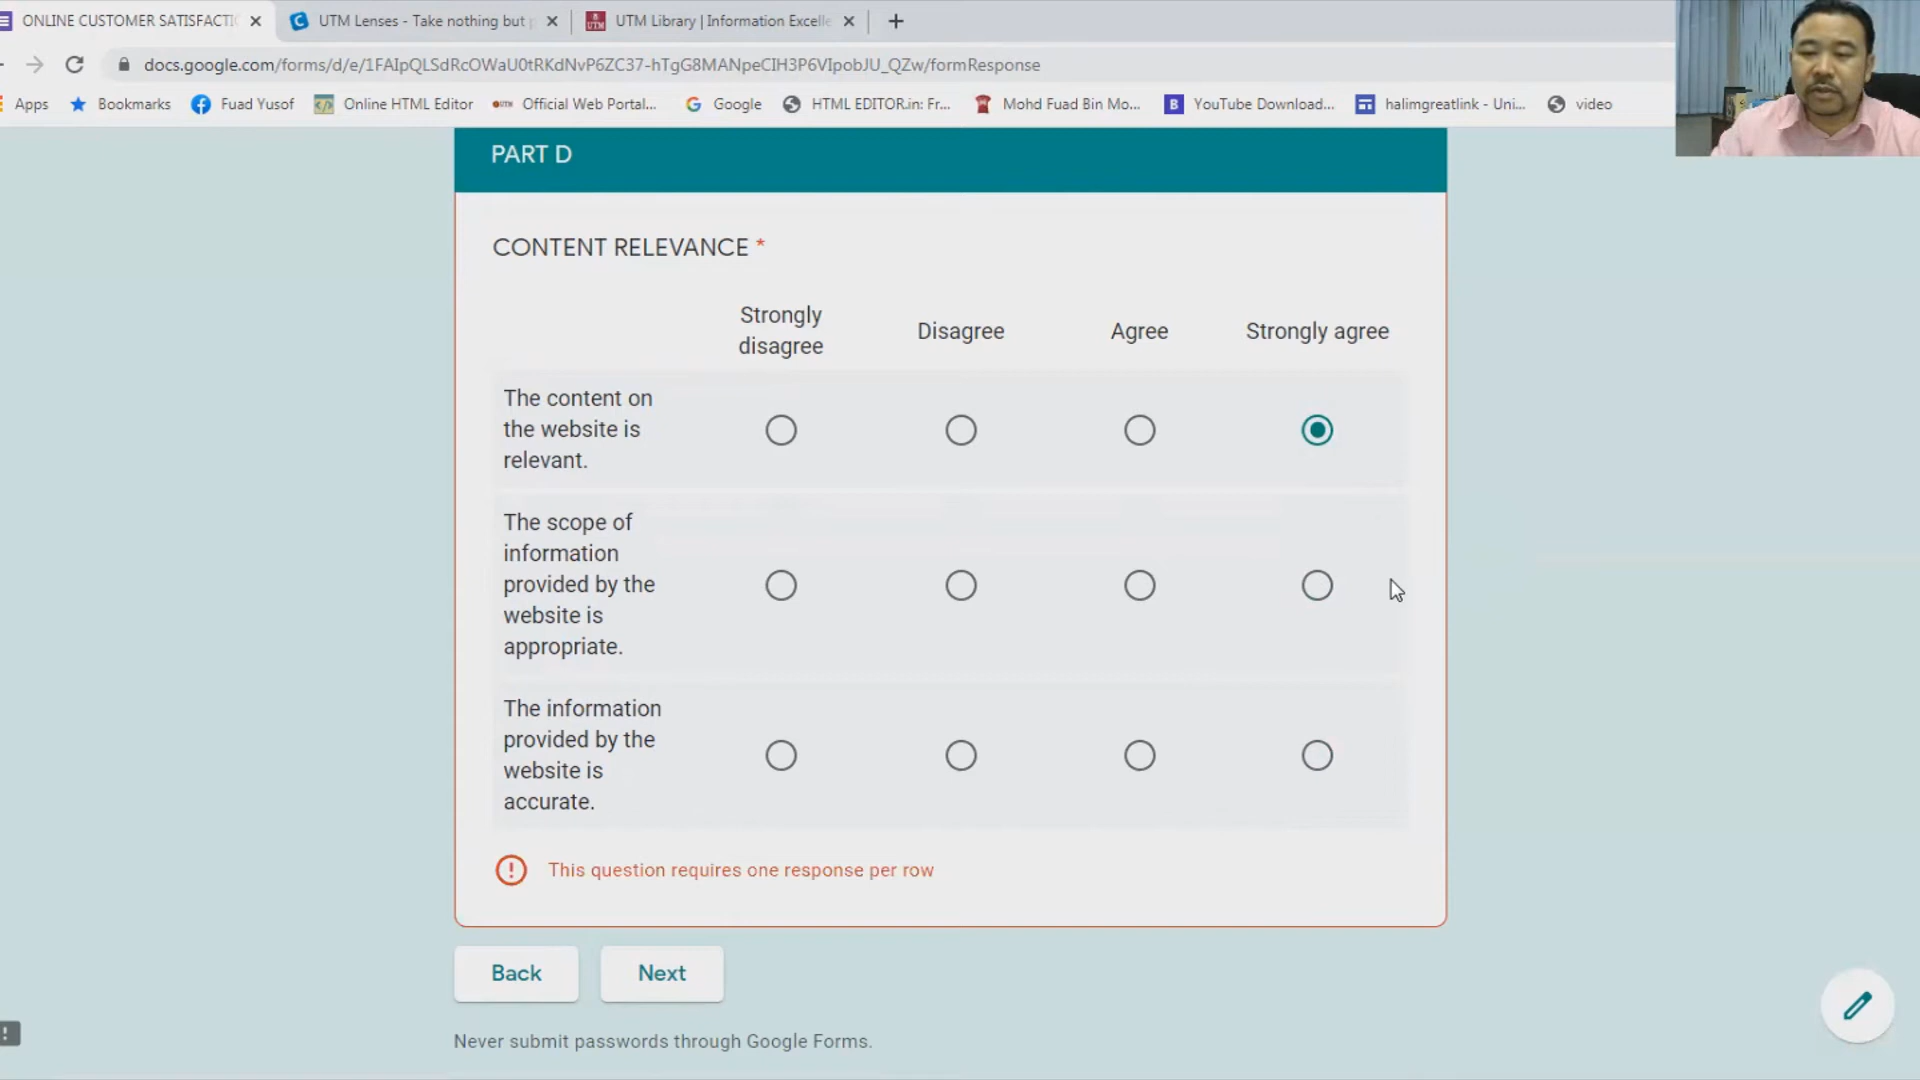 ONLINE CUSTOMER SATISFACTIO
UTM Lenses - Take nothing but p
UTM Library | Information Excelle
docs.google.com/forms/d/e/1FAIpQLSdRcOWaU0tRKdNvP6ZC37-hTgG8MANpeCIH3P6VIpobJU_QZw/formResponse
Apps
Bookmarks
Fuad Yusof
Online HTML Editor
Official Web Portal...
Google
HTML EDITOR.in: Fr...
Mohd Fuad Bin Mo...
YouTube Download...
halimgreatlink - Uni...
video
PART D
CONTENT RELEVANCE *
Strongly
disagree
Disagree
Agree
Strongly agree
The content on
the website is
relevant.
The scope of
information
provided by the
website is
appropriate.
The information
provided by the
website is
accurate.
This question requires one response per row
Back
Next
Never submit passwords through Google Forms.